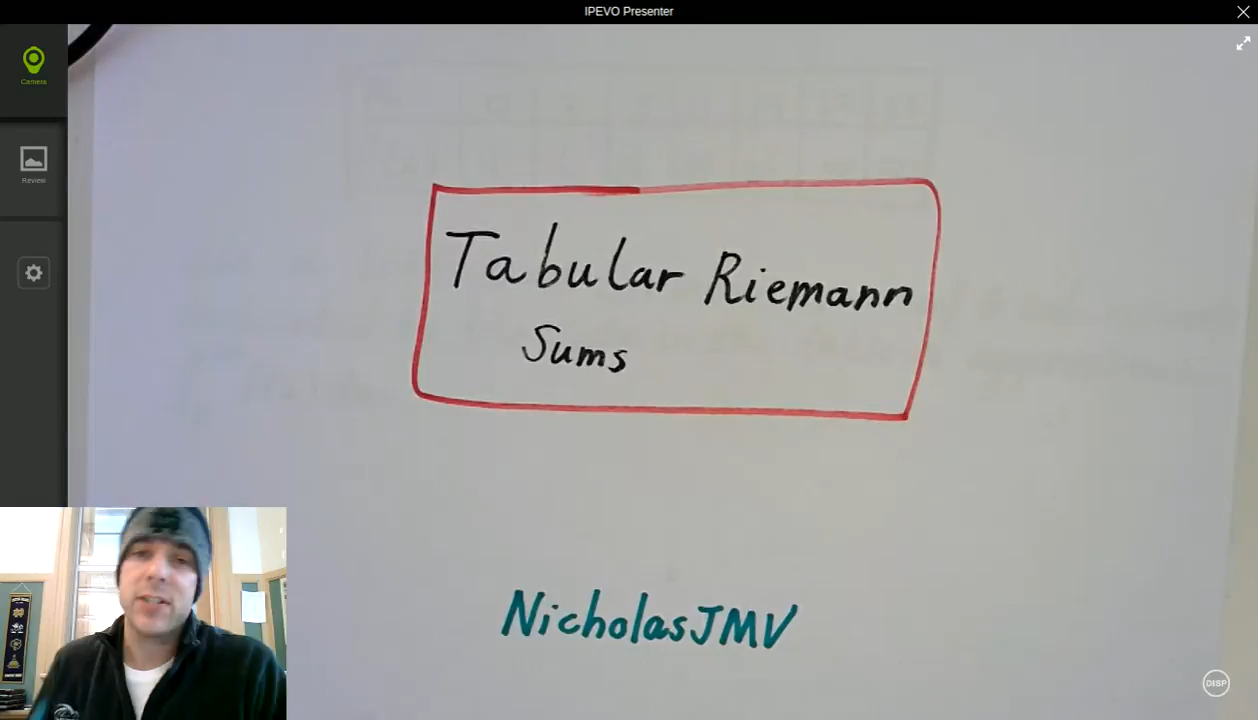 IPEVO Presenter
Camera
Review
Tabular Riemann
Sums
NicholasJMV
DISP